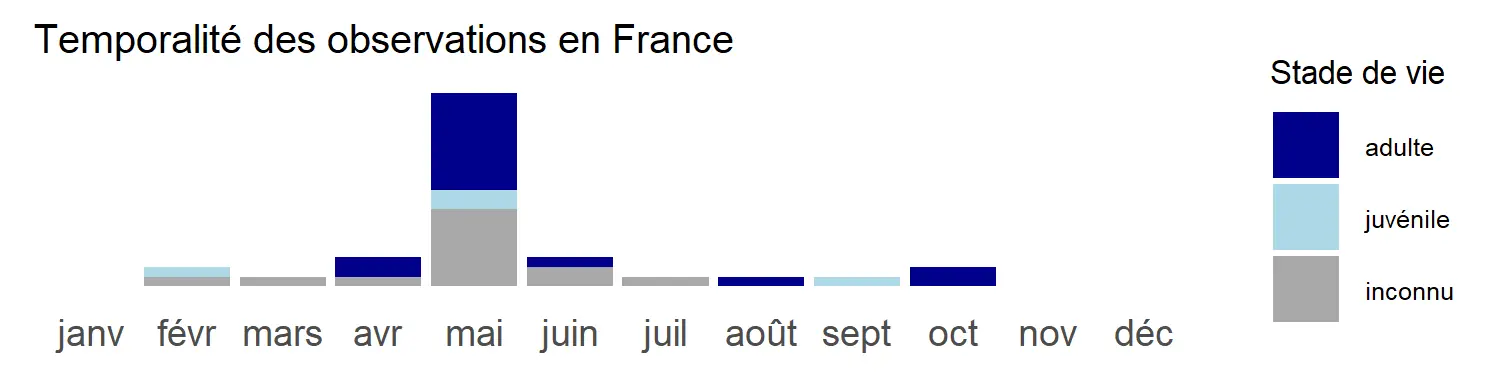 Temporalité des observations en France
Stade de vie
adulte
juvénile
inconnu
janv févr mars avr mai juin juil août sept oct nov déc